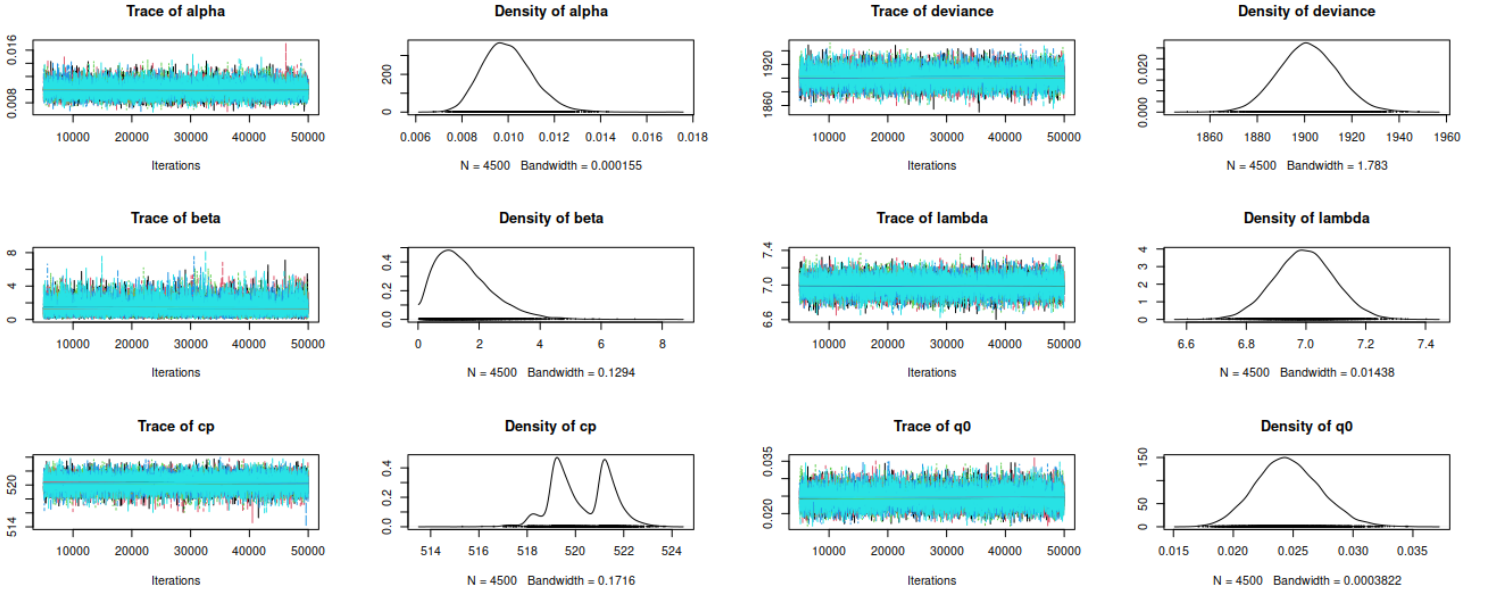 Trace of alpha
0.016
0.008
10000 20000 30000 40000 50000
Iterations
Density of alpha
200
0
0.006 0.008 0.010 0.012 0.014 0.016 0.018
N = 4500 Bandwidth = 0.000155
Trace of deviance
1920
1860
10000 20000 30000 40000 50000
Iterations
Density of deviance
0.020
0.000
1860 1880 1900 1920 1940 1960
N = 4500 Bandwidth = 1.783
Trace of beta
8
4
0
10000 20000 30000 40000 50000
Iterations
Density of beta
0.4
0.2
0.0
0 2 4 6 8
N = 4500 Bandwidth = 0.1294
Trace of lambda
7.4
7.0
6.6
10000 20000 30000 40000 50000
Iterations
Density of lambda
4
3
2
1
0
6.6 6.8 7.0 7.2 7.4
N = 4500 Bandwidth = 0.01438
Trace of cp
520
514
10000 20000 30000 40000 50000
Iterations
Density of cp
0.4
0.2
0.0
514 516 518 520 522 524
N = 4500 Bandwidth = 0.1716
Trace of q0
0.035
0.020
10000 20000 30000 40000 50000
Iterations
Density of q0
150
50
0
0.015 0.020 0.025 0.030 0.035
N = 4500 Bandwidth = 0.0003822